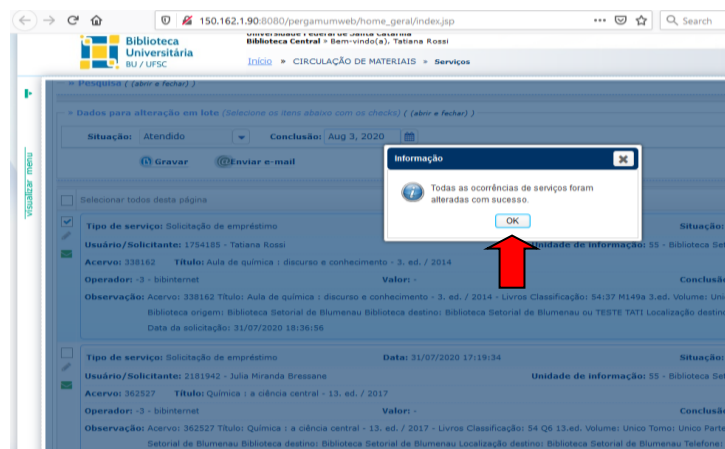 150.162.1.90:8080/pergamumweb/home_geral/index.jsp
Search
Biblioteca
Universitária
BU / UFSC
Universidade Federal de Santa Catarina
Biblioteca Central » Bem-vindo(a), Tatiana Rossi
Início » CIRCULAÇÃO DE MATERIAIS » Serviços
visualizar menu
» Pesquisa ( (abrir e fechar) )
» Dados para alteração em lote (Selecione os itens abaixo com os checks) ( (abrir e fechar) )
Situação: Atendido Conclusão: Aug 3, 2020
Gravar @Enviar e-mail
Informação
Todas as ocorrências de serviços foram
alteradas com sucesso.
OK
Selecionar todos desta página
Tipo de serviço: Solicitação de empréstimo Situação:
Usuário/Solicitante: 1754185 - Tatiana Rossi Unidade de informação: 55 - Biblioteca Set
Acervo: 338162 Título: Aula de química : discurso e conhecimento - 3. ed. / 2014
Operador: -3 - bibinternet Valor: - Conclusã
Observação: Acervo: 338162 Título: Aula de química : discurso e conhecimento - 3. ed. / 2014 - Livros Classificação: 54:37 M149a 3.ed. Volume: Uni
Biblioteca origem: Biblioteca Setorial de Blumenau Biblioteca destino: Biblioteca Setorial de Blumenau ou TESTE TATI Localização destino
Data da solicitação: 31/07/2020 18:36:56
Tipo de serviço: Solicitação de empréstimo Data: 31/07/2020 17:19:34 Situação:
Usuário/Solicitante: 2181942 - Julia Miranda Bressane Unidade de informação: 55 - Biblioteca Set
Acervo: 362527 Título: Química : a ciência central - 13. ed. / 2017
Operador: -3 - bibinternet Valor: - Conclusã
Observação: Acervo: 362527 Título: Química : a ciência central - 13. ed. / 2017 - Livros Classificação: 54 Q6 13.ed. Volume: Unico Tomo: Unico Parte
Setorial de Blumenau Biblioteca destino: Biblioteca Setorial de Blumenau Localização destino: Biblioteca Setorial de Blumenau Telefone: